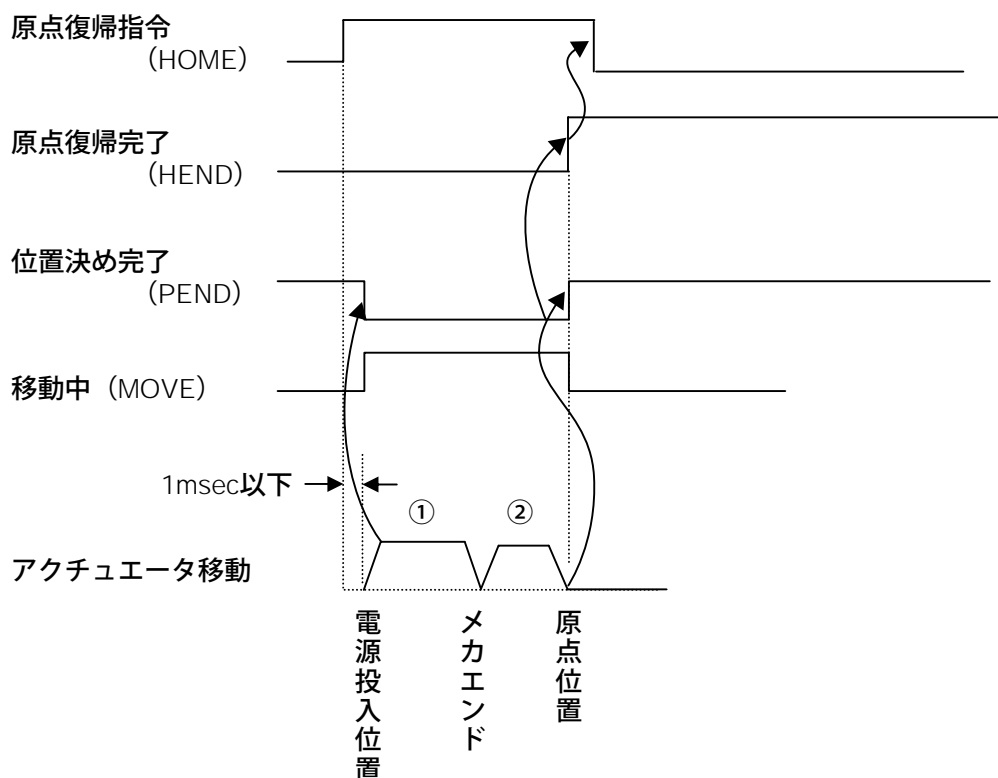 原点復帰指令
(HOME)
原点復帰完了
(HEND)
位置決め完了
(PEND)
移動中 (MOVE)
1msec以下
① ②
アクチュエータ移動
電源投入位置
メカエンド
原点位置